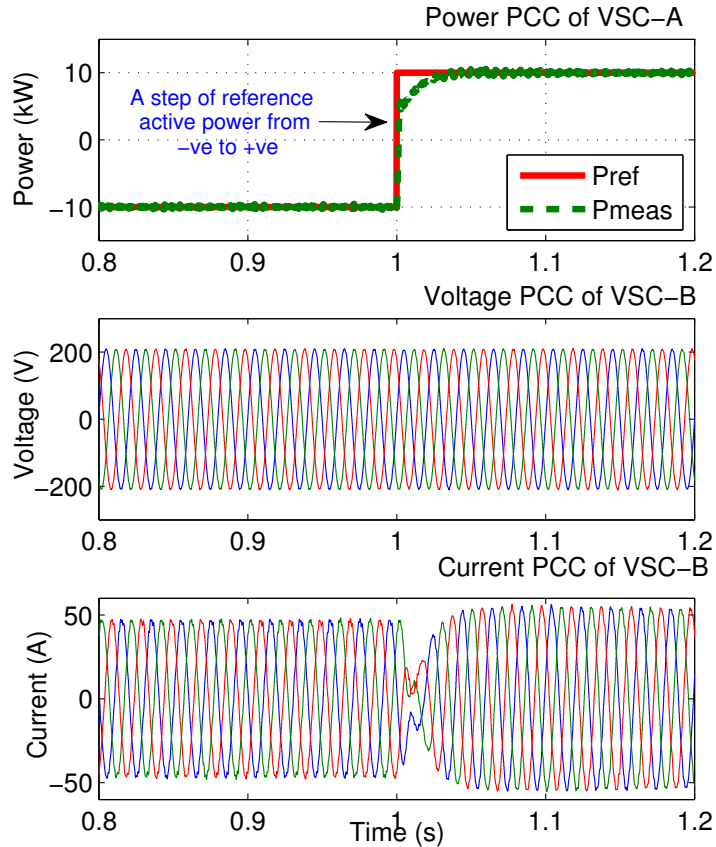 Power PCC of VSC−A
Power (kW)
10
0
−10
A step of reference
active power from
−ve to +ve
Pref
Pmeas
0.8 0.9 1 1.1 1.2
Voltage PCC of VSC−B
Voltage (V)
200
0
−200
0.8 0.9 1 1.1 1.2
Current PCC of VSC−B
Current (A)
50
0
−50
0.8 0.9 1 1.1 1.2
Time (s)